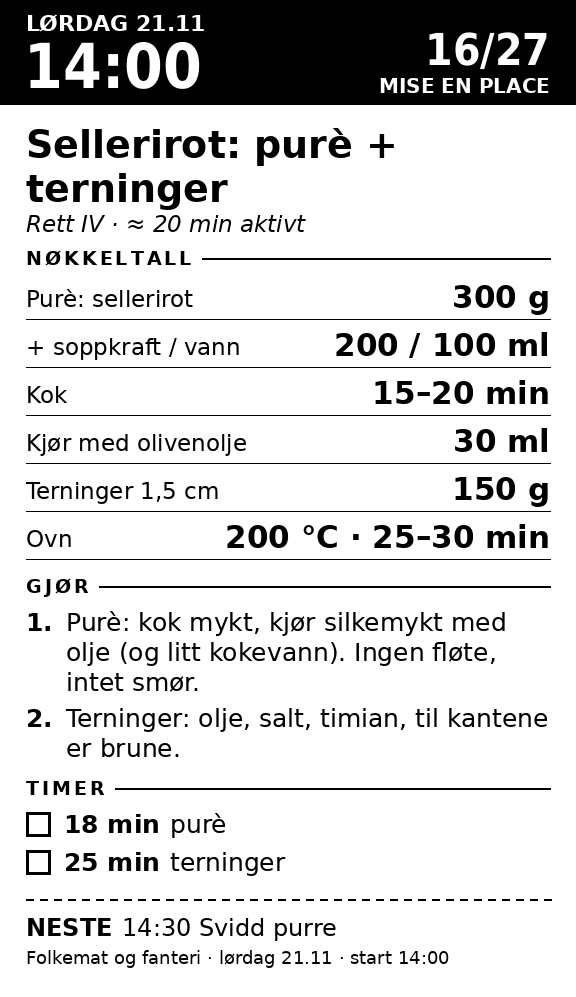 LØRDAG 21.11
14:00
16/27
MISE EN PLACE
Sellerirot: purè +
terninger
Rett IV · ≈ 20 min aktivt
NØKKELTALL
Purè: sellerirot 300 g
+ soppkraft / vann 200 / 100 ml
Kok 15–20 min
Kjør med olivenolje 30 ml
Terninger 1,5 cm 150 g
Ovn 200 °C · 25–30 min
GJØR
1. Purè: kok mykt, kjør silkemykt med
olje (og litt kokevann). Ingen fløte,
intet smør.
2. Terninger: olje, salt, timian, til kantene
er brune.
TIMER
18 min purè
25 min terninger
NESTE 14:30 Svidd purre
Folkemat og fanteri · lørdag 21.11 · start 14:00